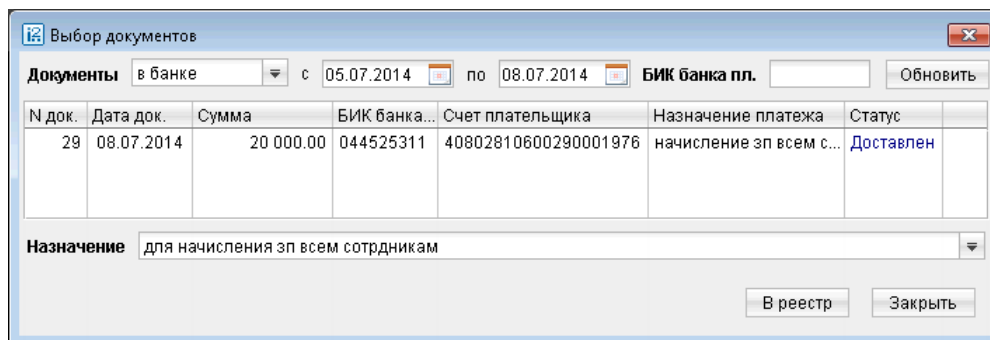 Выбор документов
Документы в банке с 05.07.2014 по 08.07.2014 БИК банка пл. Обновить
N док. Дата док. Сумма БИК банка... Счет плательщика Назначение платежа Статус
29 08.07.2014 20 000.00 044525311 40802810600290001976 начисление зп всем с... Доставлен
Назначение для начисления зп всем сотрдникам
В реестр Закрыть